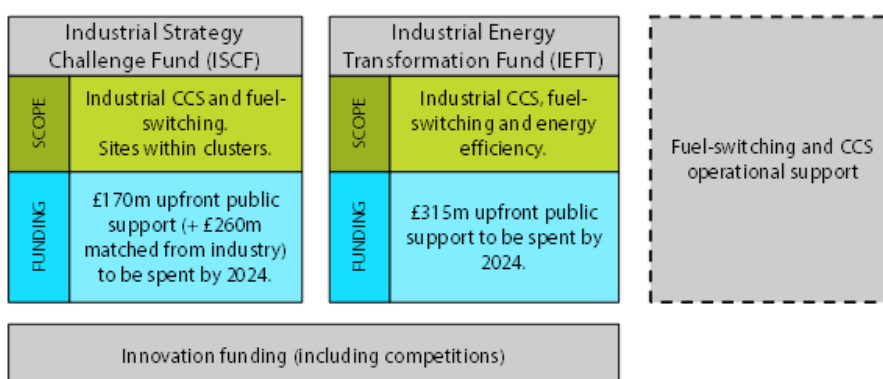 Industrial Strategy
Challenge Fund (ISCF)
SCOPE
Industrial CCS and fuel-
switching.
Sites within clusters.
FUNDING
£170m upfront public
support (+ £260m
matched from industry)
to be spent by 2024.
Industrial Energy
Transformation Fund (IEFT)
SCOPE
Industrial CCS, fuel-
switching and energy
efficiency.
FUNDING
£315m upfront public
support to be spent by
2024.
Fuel-switching and CCS
operational support
Innovation funding (including competitions)